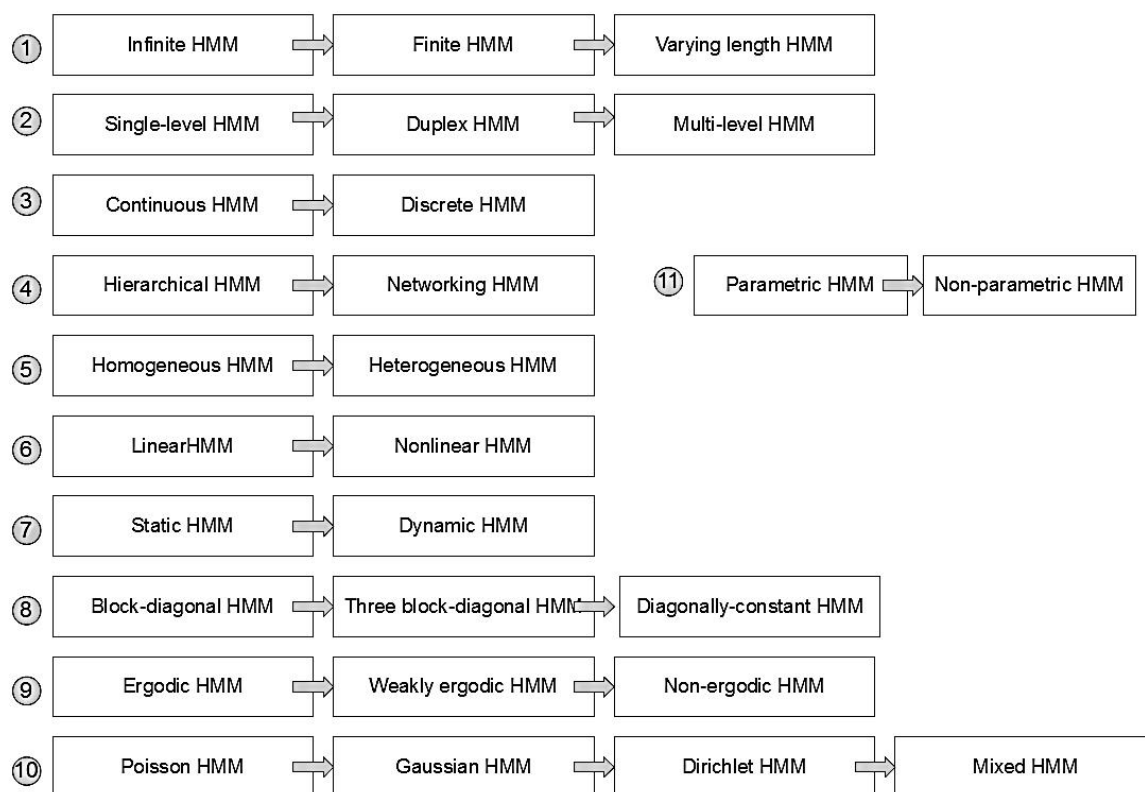 1 Infinite HMM Finite HMM Varying length HMM
2 Single-level HMM Duplex HMM Multi-level HMM
3 Continuous HMM Discrete HMM
4 Hierarchical HMM Networking HMM
11 Parametric HMM Non-parametric HMM
5 Homogeneous HMM Heterogeneous HMM
6 LinearHMM Nonlinear HMM
7 Static HMM Dynamic HMM
8 Block-diagonal HMM Three block-diagonal HMM Diagonally-constant HMM
9 Ergodic HMM Weakly ergodic HMM Non-ergodic HMM
10 Poisson HMM Gaussian HMM Dirichlet HMM Mixed HMM